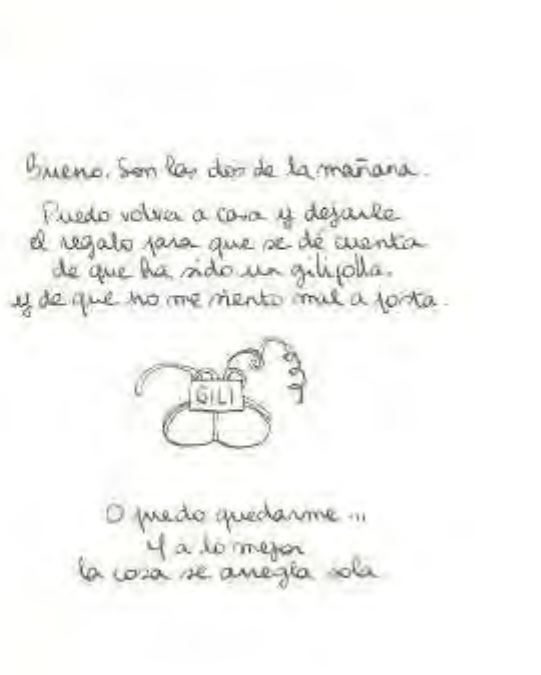 Bueno. Son las dos de la mañana.
Puedo volver a casa y dejarle
el regalo para que se dé cuenta
de que ha sido un gilipolla.
y de que no me siento mal a posta.
GILI
O puedo quedarme...
Y a lo mejor
la cosa se arregla sola